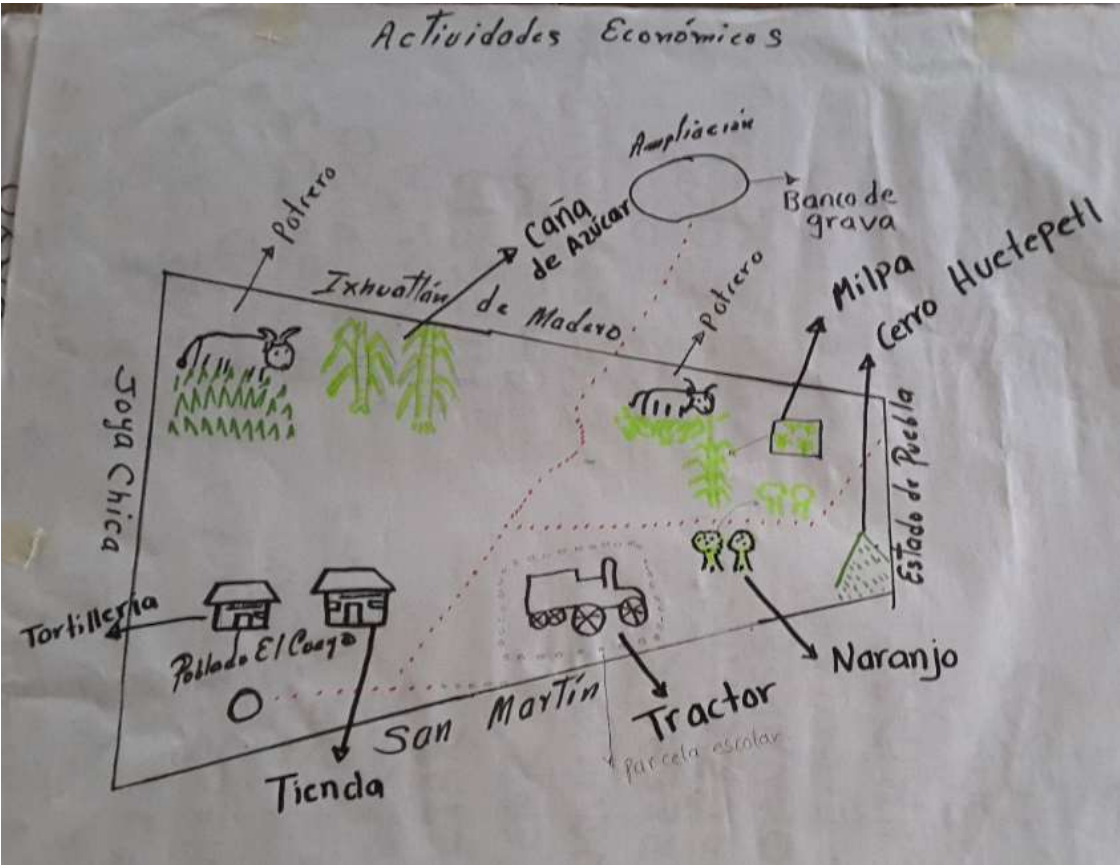 Actividades Económicas
Ampliación
Banco de
grava
Potrero
Caña
de Azúcar
Ixhuatlán de Madero
Potrero
Milpa
Cerro Huetepetl
Joya Chica
Estado de Puebla
Tortillería
Poblado El
Naranjo
San Martín
Tractor
Parcela escolar
Tienda